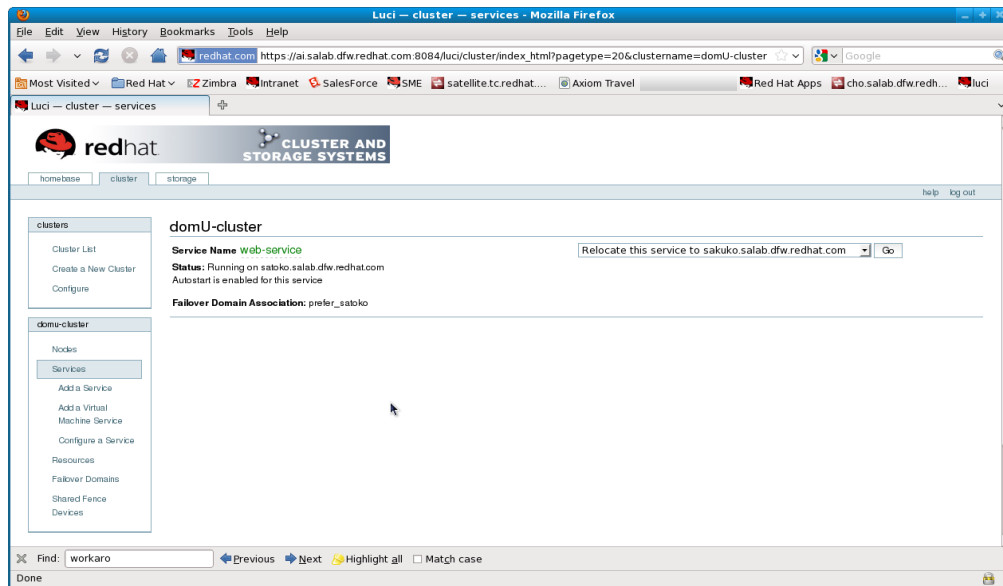 Luci — cluster — services - Mozilla Firefox
File Edit View History Bookmarks Tools Help
redhat.com https://ai.salab.dfw.redhat.com:8084/luci/cluster/index_html?pagetype=20&clustername=domU-cluster Google
Most Visited Red Hat Zimbra Intranet SalesForce SME satellite.tc.redhat.... Axiom Travel Red Hat Apps cho.salab.dfw.redh... luci
Luci — cluster — services
redhat. CLUSTER AND
STORAGE SYSTEMS
homebase cluster storage
help log out
clusters
Cluster List
Create a New Cluster
Configure
domu-cluster
Nodes
Services
Add a Service
Add a Virtual
Machine Service
Configure a Service
Resources
Failover Domains
Shared Fence
Devices
domU-cluster
Service Name web-service
Relocate this service to sakuko.salab.dfw.redhat.com Go
Status: Running on satoko.salab.dfw.redhat.com
Autostart is enabled for this service
Failover Domain Association: prefer_satoko
Find: workaro Previous Next Highlight all Match case
Done